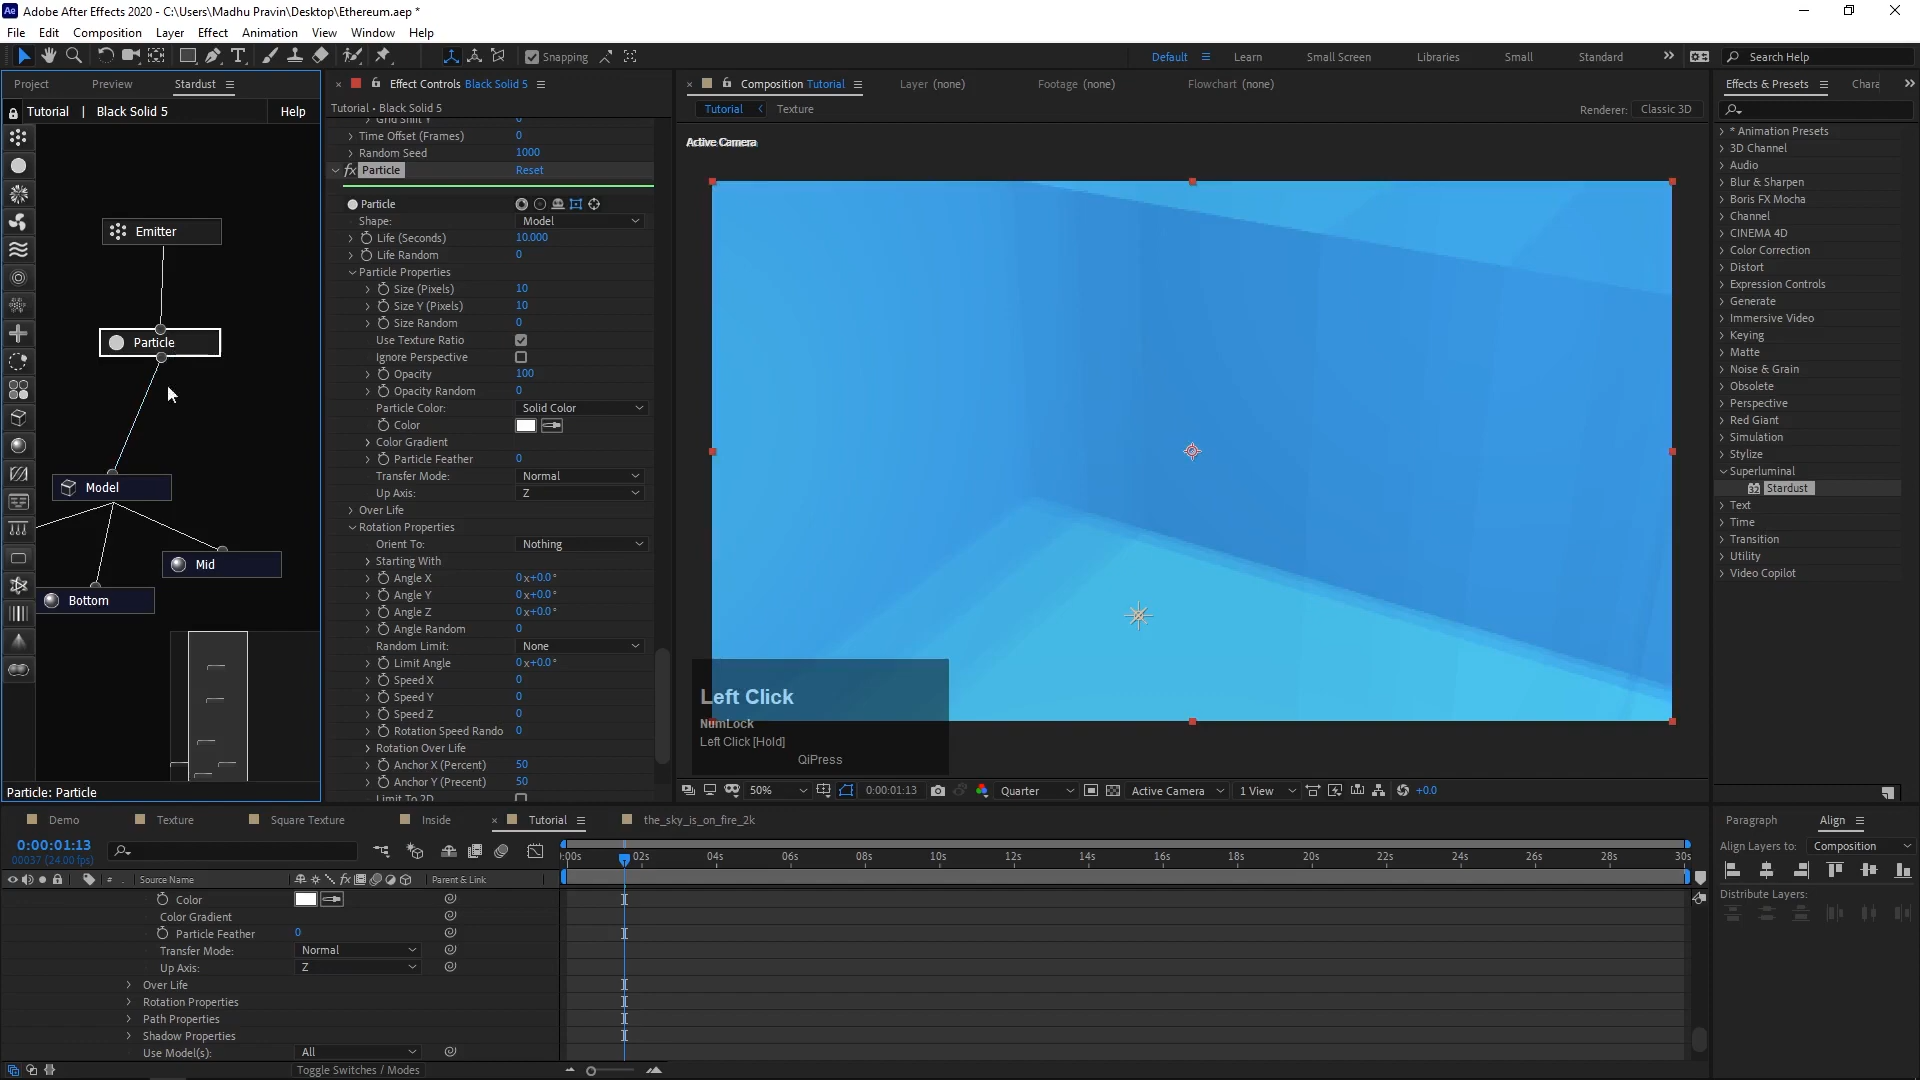 Adobe After Effects 2020 - C:\Users\Madhu Pravin\Desktop\Ethereum.aep *
File Edit Composition Layer Effect Animation View Window Help
Snapping
Default Learn Small Screen Libraries Small Standard
Search Help
Project Preview Stardust
Tutorial | Black Solid 5 Help
Emitter
Particle
Model
Mid
Bottom
Particle: Particle
Effect Controls Black Solid 5
Tutorial • Black Solid 5
Grid Shift Y 0
Time Offset (Frames) 0
Random Seed 1000
fx Particle Reset
Particle
Shape: Model
Life (Seconds) 10.000
Life Random 0
Particle Properties
Size (Pixels) 10
Size Y (Pixels) 10
Size Random 0
Use Texture Ratio
Ignore Perspective
Opacity 100
Opacity Random 0
Particle Color: Solid Color
Color
Color Gradient
Particle Feather 0
Transfer Mode: Normal
Up Axis: Z
Over Life
Rotation Properties
Orient To: Nothing
Starting With
Angle X 0x+0.0°
Angle Y 0x+0.0°
Angle Z 0x+0.0°
Angle Random 0
Random Limit: None
Limit Angle 0x+0.0°
Speed X 0
Speed Y 0
Speed Z 0
Rotation Speed Rando 0
Rotation Over Life
Anchor X (Percent) 50
Anchor Y (Precent) 50
Limit To 2D
Composition Tutorial Layer (none) Footage (none) Flowchart (none)
Tutorial Texture Renderer: Classic 3D
Active Camera
Left Click
NumLock
Left Click [Hold]
QiPress
50% 0:00:01:13 Quarter Active Camera 1 View +0.0
Effects & Presets Chara
* Animation Presets
3D Channel
Audio
Blur & Sharpen
Boris FX Mocha
Channel
CINEMA 4D
Color Correction
Distort
Expression Controls
Generate
Immersive Video
Keying
Matte
Noise & Grain
Obsolete
Perspective
Red Giant
Simulation
Stylize
Superluminal
32 Stardust
Text
Time
Transition
Utility
Video Copilot
Demo Texture Square Texture Inside Tutorial the_sky_is_on_fire_2k
0:00:01:13
00037 (24.00 fps)
:00s 02s 04s 06s 08s 10s 12s 14s 16s 18s 20s 22s 24s 26s 28s 30s
# Source Name fx Parent & Link
Color
Color Gradient
Particle Feather 0
Transfer Mode: Normal
Up Axis: Z
Over Life
Rotation Properties
Path Properties
Shadow Properties
Use Model(s): All
Toggle Switches / Modes
Paragraph Align
Align Layers to: Composition
Distribute Layers: